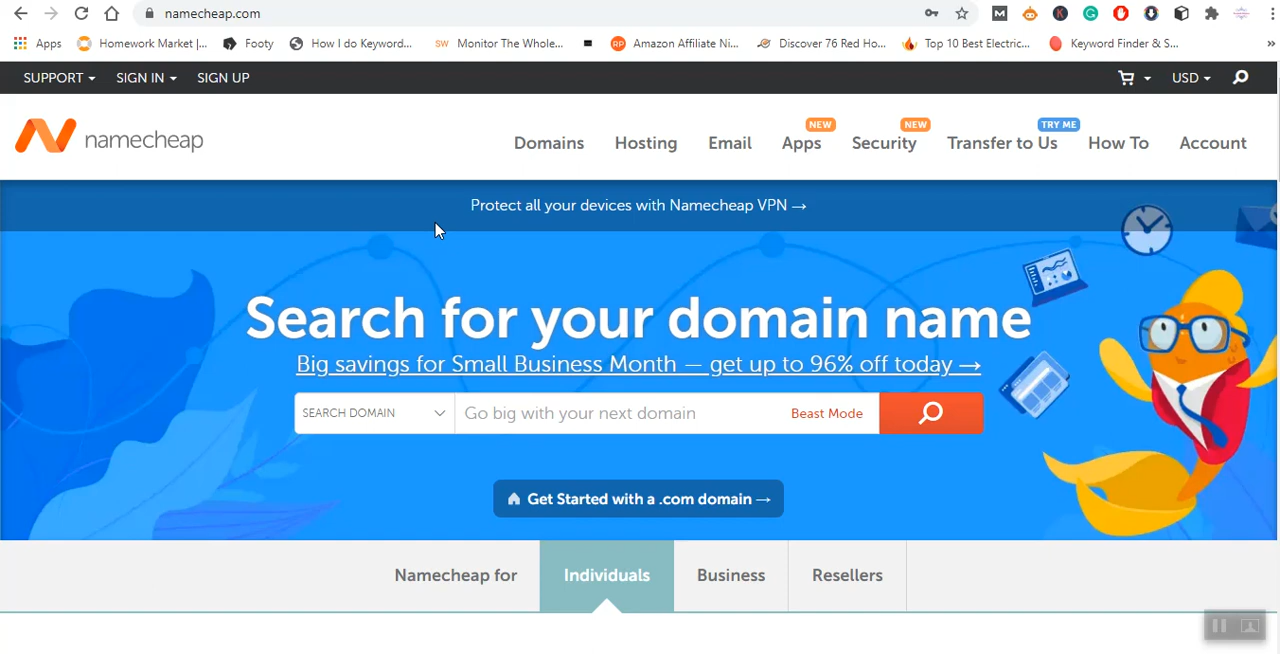 namecheap.com
Apps
Homework Market |...
Footy
How I do Keyword...
SW Monitor The Whole...
RP Amazon Affiliate Ni...
Discover 76 Red Ho...
Top 10 Best Electric...
Keyword Finder & S...
»
SUPPORT SIGN IN SIGN UP USD
NEW NEW TRY ME
namecheap Domains Hosting Email Apps Security Transfer to Us How To Account
Protect all your devices with Namecheap VPN →
Search for your domain name
Big savings for Small Business Month — get up to 96% off today →
SEARCH DOMAIN Go big with your next domain Beast Mode
Get Started with a .com domain →
Namecheap for Individuals Business Resellers